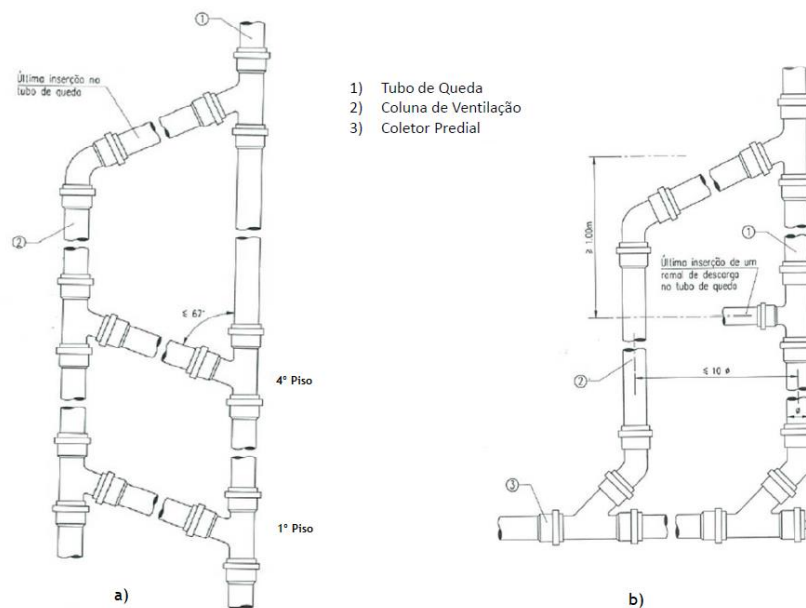 ①
Última inserção no
tubo de queda
②
≤ 67°
4º Piso
1º Piso
a)
1) Tubo de Queda
2) Coluna de Ventilação
3) Coletor Predial
≥ 1.00m
①
Última inserção de um
ramal de descarga
no tubo de queda
②
≤ 10 ø
ø
③
b)